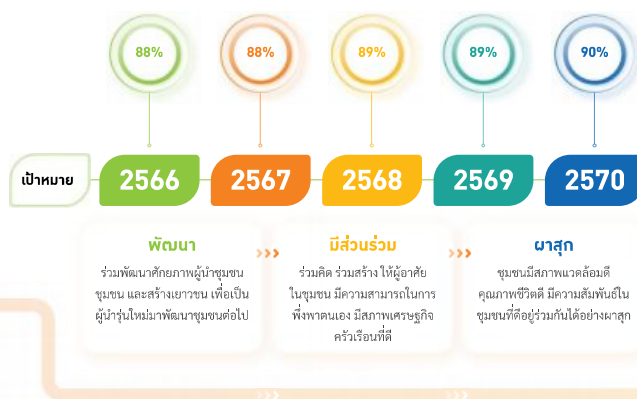 88%
88%
89%
89%
90%
เป้าหมาย
2566
2567
2568
2569
2570
พัฒนา
ร่วมพัฒนาศักยภาพผู้นำชุมชน
ชุมชน และสร้างเยาวชน เพื่อเป็น
ผู้นำรุ่นใหม่มาพัฒนาชุมชนต่อไป
มีส่วนร่วม
ร่วมคิด ร่วมสร้าง ให้ผู้อาศัย
ในชุมชน มีความสามารถในการ
พึ่งพาตนเอง มีสภาพเศรษฐกิจ
ครัวเรือนที่ดี
ผาสุก
ชุมชนมีสภาพแวดล้อมดี
คุณภาพชีวิตดี มีความสัมพันธ์ใน
ชุมชนที่ดีอยู่ร่วมกันได้อย่างผาสุก